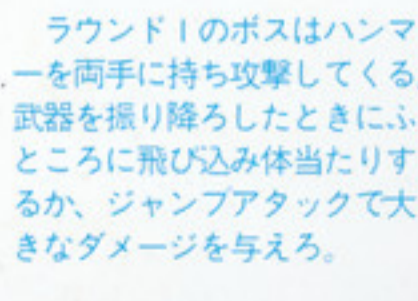 ラウンドIのボスはハンマ
ーを両手に持ち攻撃してくる
武器を振り降ろしたときにふ
ところに飛び込み体当たりす
るか、ジャンプアタックで大
きなダメージを与えろ。